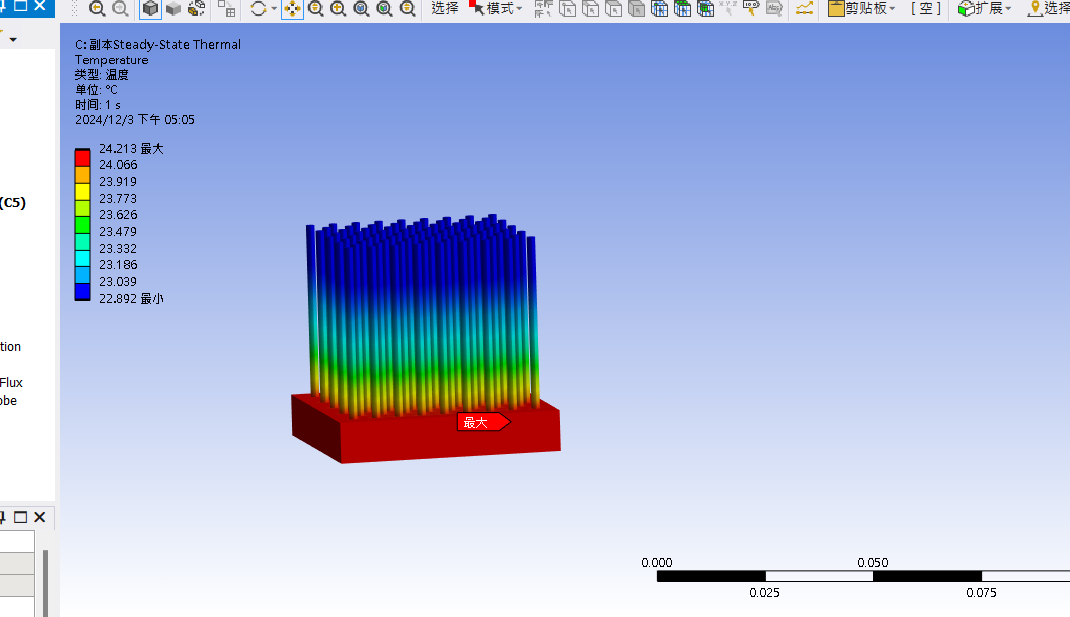 选择 模式 剪贴板 [ 空 ] 扩展 选择
C: 副本Steady-State Thermal
Temperature
类型: 温度
单位: °C
时间: 1 s
2024/12/3 下午 05:05
24.213 最大
24.066
23.919
23.773
23.626
23.479
23.332
23.186
23.039
22.892 最小
(C5)
tion
Flux
obe
最大
0.000 0.050
0.025 0.075